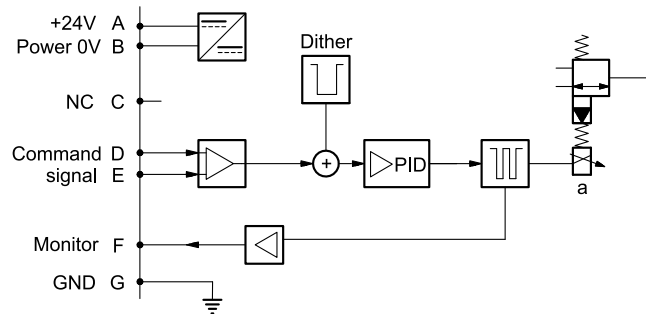 +24V A
Power 0V B
Dither
NC C
Command D
signal E
+
PID
a
Monitor F
GND G